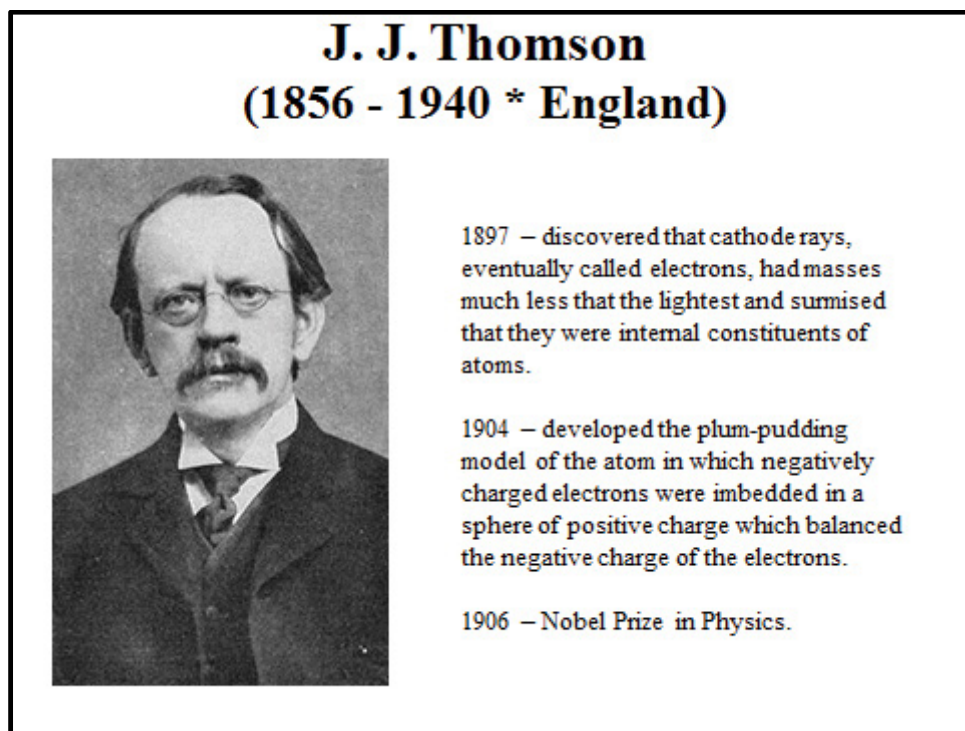 J. J. Thomson
(1856 - 1940 * England)
1897 – discovered that cathode rays,
eventually called electrons, had masses
much less that the lightest and surmised
that they were internal constituents of
atoms.
1904 – developed the plum-pudding
model of the atom in which negatively
charged electrons were imbedded in a
sphere of positive charge which balanced
the negative charge of the electrons.
1906 – Nobel Prize in Physics.